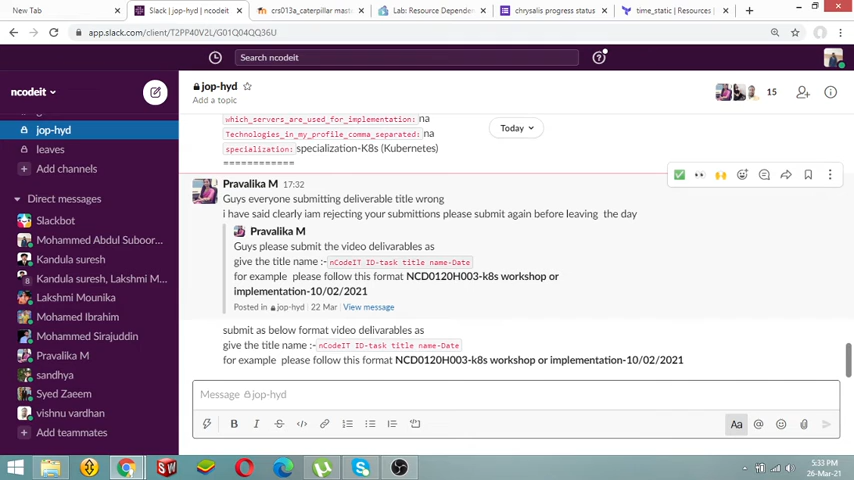 New Tab
Slack | jop-hyd | ncodeit
crs013a_caterpillar mast
Lab: Resource Depender
chrysalis progress status
time_static | Resources |
app.slack.com/client/T2PP40V2L/G01Q04QQ36U
Search ncodeit
ncodeit
jop-hyd
leaves
Add channels
Direct messages
Slackbot
Mohammed Abdul Suboor...
Kandula suresh
Kandula suresh, Lakshmi M...
Lakshmi Mounika
Mohamed Ibrahim
Mohammed Sirajuddin
Pravalika M
sandhya
Syed Zaeem
vishnu vardhan
Add teammates
jop-hyd
Add a topic
15
which_servers_are_used_for_implementation: na
Today
Technologies_in_my_profile_comma_separated: na
specialization: specialization-K8s (Kubernetes)
============
Pravalika M 17:32
Guys everyone submitting deliverable title wrong
i have said clearly iam rejecting your submittions please submit again before leaving the day
Pravalika M
Guys please submit the video delivarables as
give the title name :- nCodeIT ID-task title name-Date
for example please follow this format NCD0120H003-k8s workshop or
implementation-10/02/2021
Posted in jop-hyd | 22 Mar | View message
submit as below format video delivarables as
give the title name :- nCodeIT ID-task title name-Date
for example please follow this format NCD0120H003-k8s workshop or implementation-10/02/2021
Message jop-hyd
5:33 PM
26-Mar-21